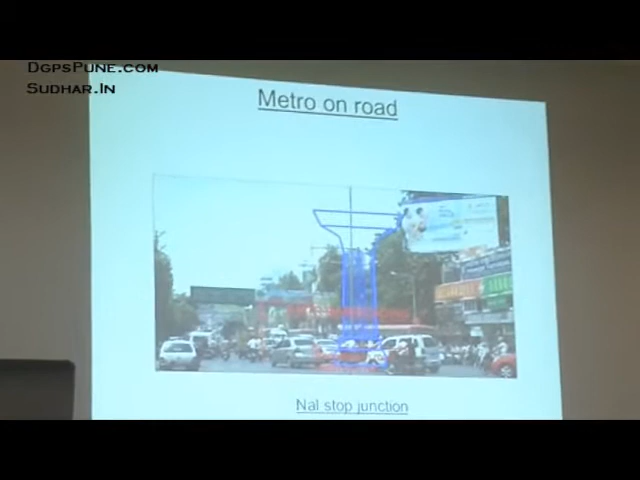 DgpsPune.com
Sudhar.In
Metro on road
Nal stop junction